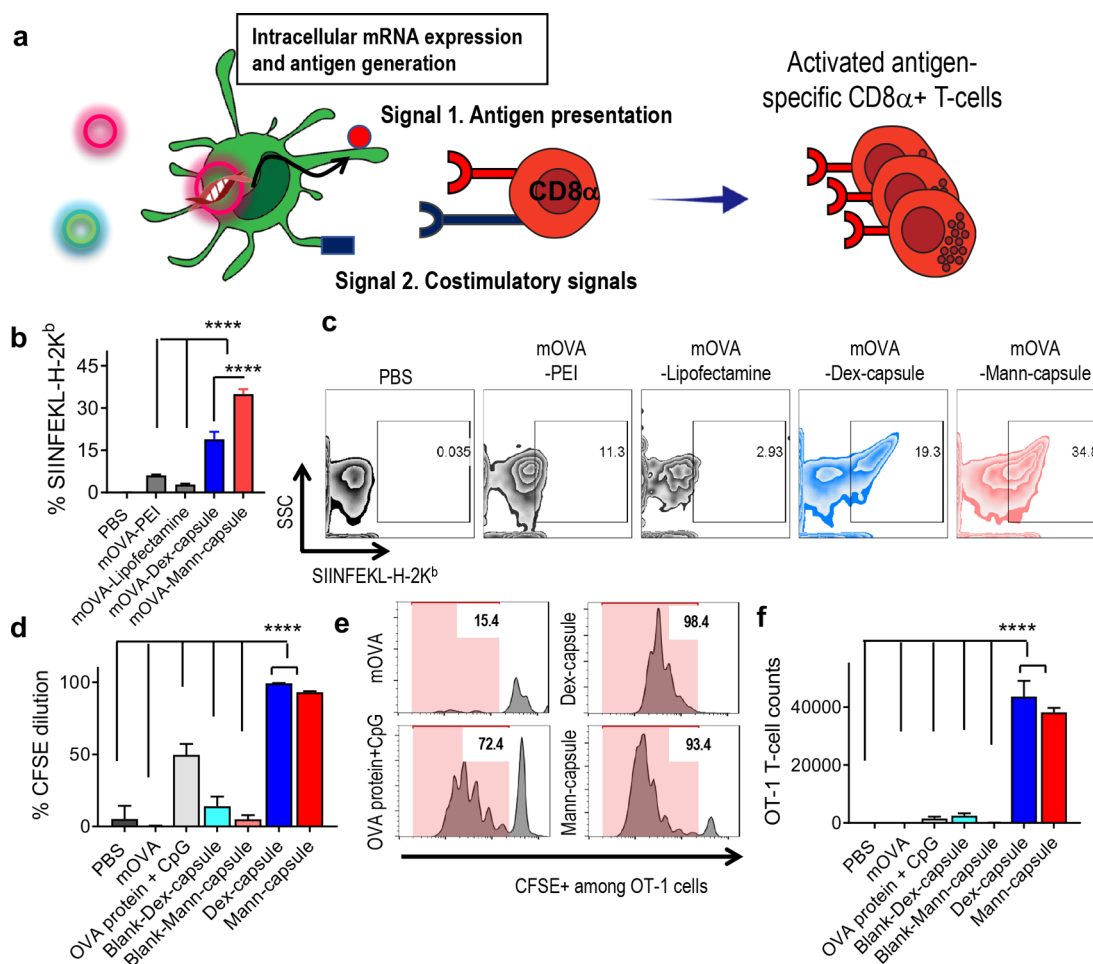 a
Intracellular mRNA expression
and antigen generation
Signal 1. Antigen presentation
CD8α
Signal 2. Costimulatory signals
Activated antigen-
specific CD8α+ T-cells
b
****
****
% SIINFEKL-H-2Kᵇ
45
30
15
0
PBS
mOVA-PEI
mOVA-Lipofectamine
mOVA-Dex-capsule
mOVA-Mann-capsule
c
PBS
mOVA
-PEI
mOVA
-Lipofectamine
mOVA
-Dex-capsule
mOVA
-Mann-capsule
0.035
11.3
2.93
19.3
34.8
SSC
SIINFEKL-H-2Kᵇ
d
****
% CFSE dilution
100
50
0
PBS
mOVA
OVA protein + CpG
Blank-Dex-capsule
Blank-Mann-capsule
Dex-capsule
Mann-capsule
e
mOVA
15.4
Dex-capsule
98.4
OVA protein+CpG
72.4
Mann-capsule
93.4
CFSE+ among OT-1 cells
f
****
OT-1 T-cell counts
40000
20000
0
PBS
mOVA
OVA protein + CpG
Blank-Dex-capsule
Blank-Mann-capsule
Dex-capsule
Mann-capsule